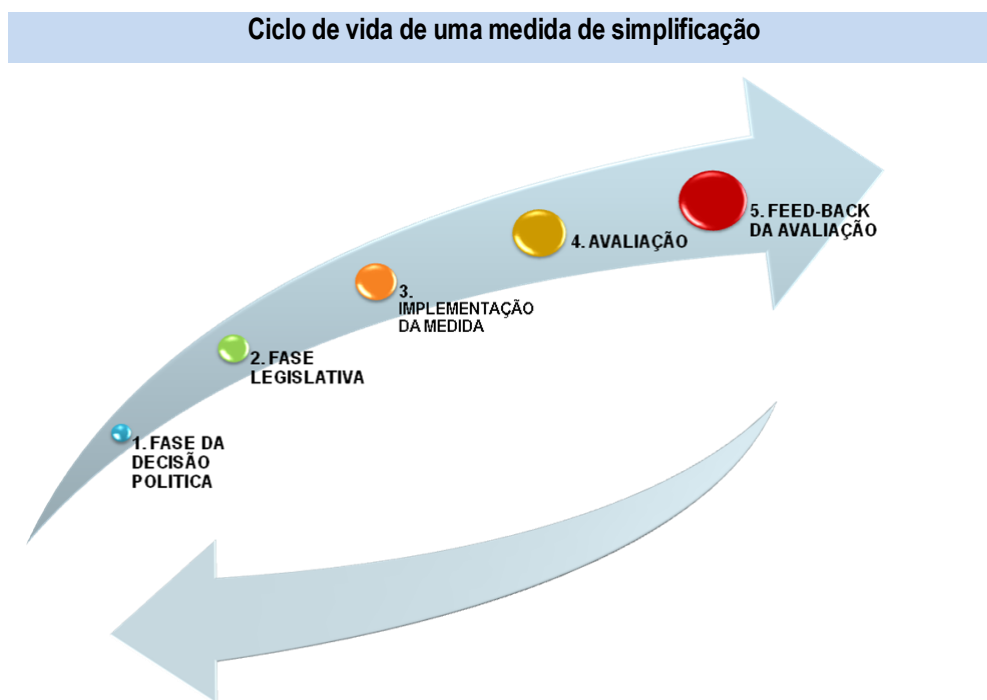 Ciclo de vida de uma medida de simplificação
5. FEED-BACK
DA AVALIAÇÃO
4. AVALIAÇÃO
3.
IMPLEMENTAÇÃO
DA MEDIDA
2. FASE
LEGISLATIVA
1. FASE DA
DECISÃO
POLITICA